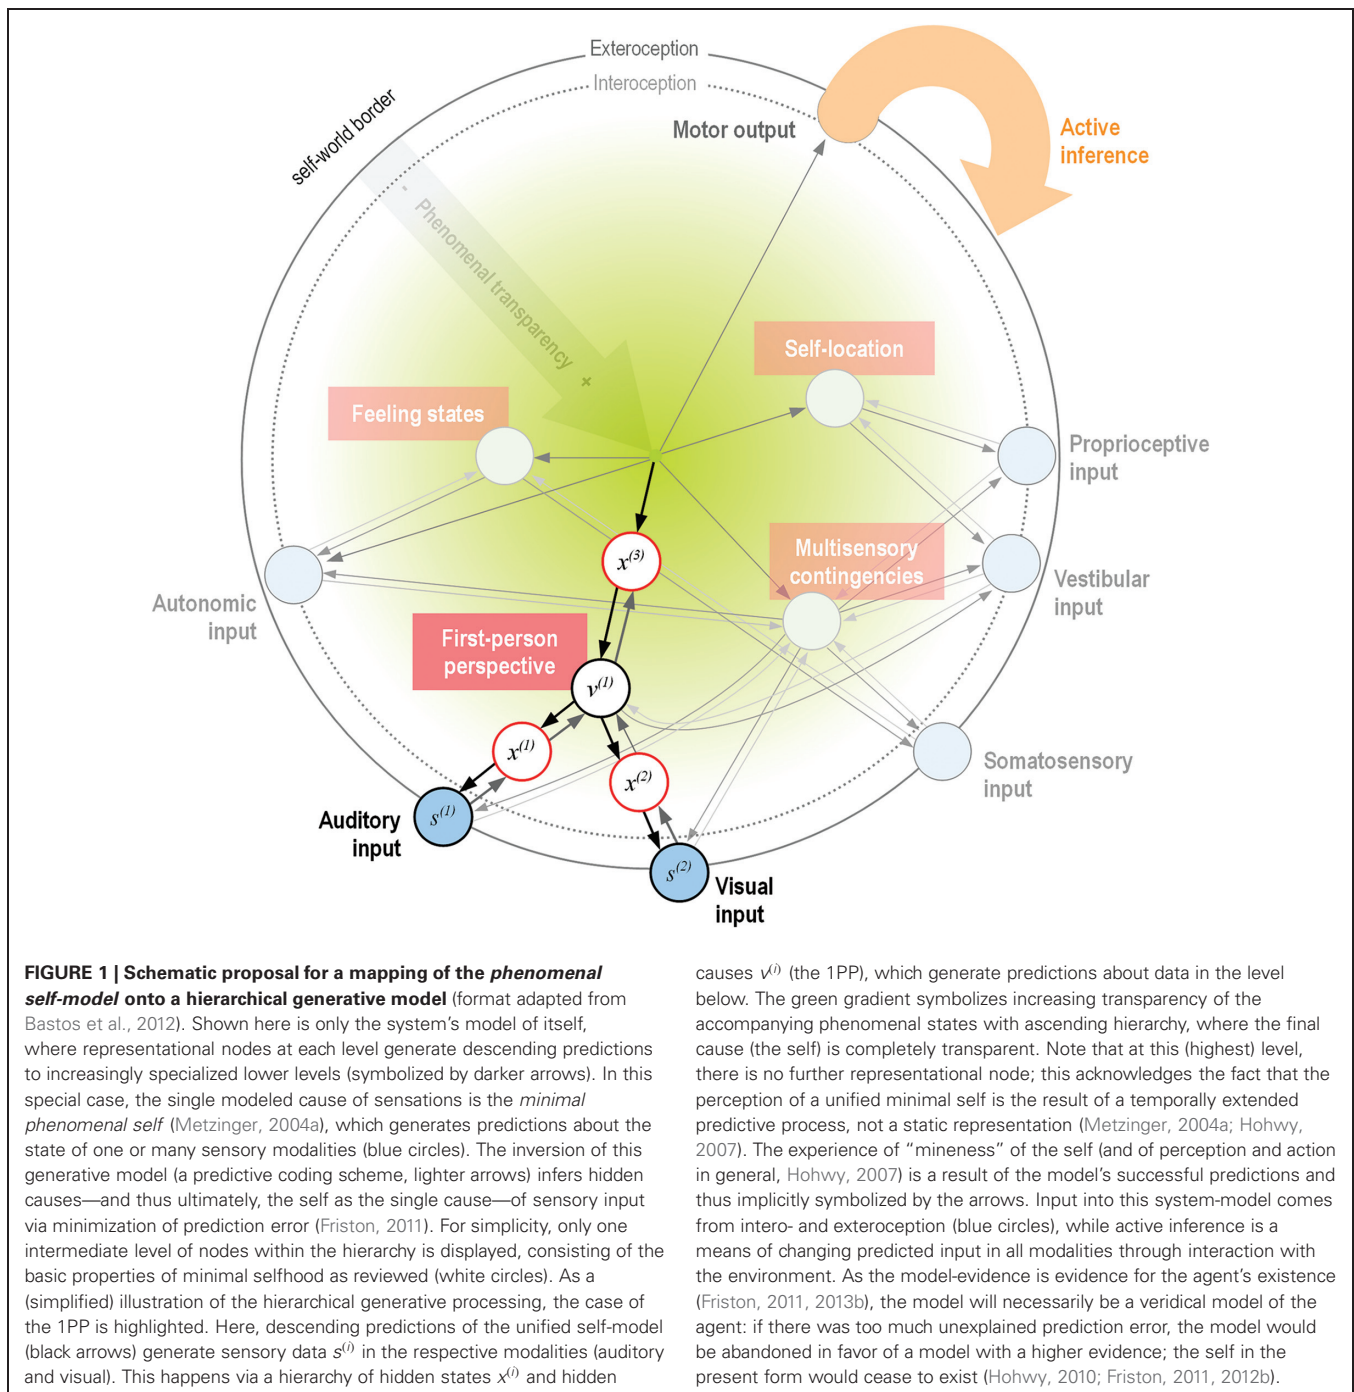 Exteroception
Interoception
self-world border
Motor output
Active
inference
- Phenomenal transparency +
Self-location
Feeling states
Proprioceptive
input
Multisensory
contingencies
x(3)
Vestibular
input
Autonomic
input
First-person
perspective
v(1)
x(1)
x(2)
Somatosensory
input
Auditory
input
s(1)
s(2)
Visual
input
FIGURE 1 | Schematic proposal for a mapping of the phenomenal
self-model onto a hierarchical generative model (format adapted from
Bastos et al., 2012). Shown here is only the system's model of itself,
where representational nodes at each level generate descending predictions
to increasingly specialized lower levels (symbolized by darker arrows). In this
special case, the single modeled cause of sensations is the minimal
phenomenal self (Metzinger, 2004a), which generates predictions about the
state of one or many sensory modalities (blue circles). The inversion of this
generative model (a predictive coding scheme, lighter arrows) infers hidden
causes—and thus ultimately, the self as the single cause—of sensory input
via minimization of prediction error (Friston, 2011). For simplicity, only one
intermediate level of nodes within the hierarchy is displayed, consisting of the
basic properties of minimal selfhood as reviewed (white circles). As a
(simplified) illustration of the hierarchical generative processing, the case of
the 1PP is highlighted. Here, descending predictions of the unified self-model
(black arrows) generate sensory data s(i) in the respective modalities (auditory
and visual). This happens via a hierarchy of hidden states x(i) and hidden
causes v(i) (the 1PP), which generate predictions about data in the level
below. The green gradient symbolizes increasing transparency of the
accompanying phenomenal states with ascending hierarchy, where the final
cause (the self) is completely transparent. Note that at this (highest) level,
there is no further representational node; this acknowledges the fact that the
perception of a unified minimal self is the result of a temporally extended
predictive process, not a static representation (Metzinger, 2004a; Hohwy,
2007). The experience of "mineness" of the self (and of perception and action
in general, Hohwy, 2007) is a result of the model's successful predictions and
thus implicitly symbolized by the arrows. Input into this system-model comes
from intero- and exteroception (blue circles), while active inference is a
means of changing predicted input in all modalities through interaction with
the environment. As the model-evidence is evidence for the agent's existence
(Friston, 2011, 2013b), the model will necessarily be a veridical model of the
agent: if there was too much unexplained prediction error, the model would
be abandoned in favor of a model with a higher evidence; the self in the
present form would cease to exist (Hohwy, 2010; Friston, 2011, 2012b).